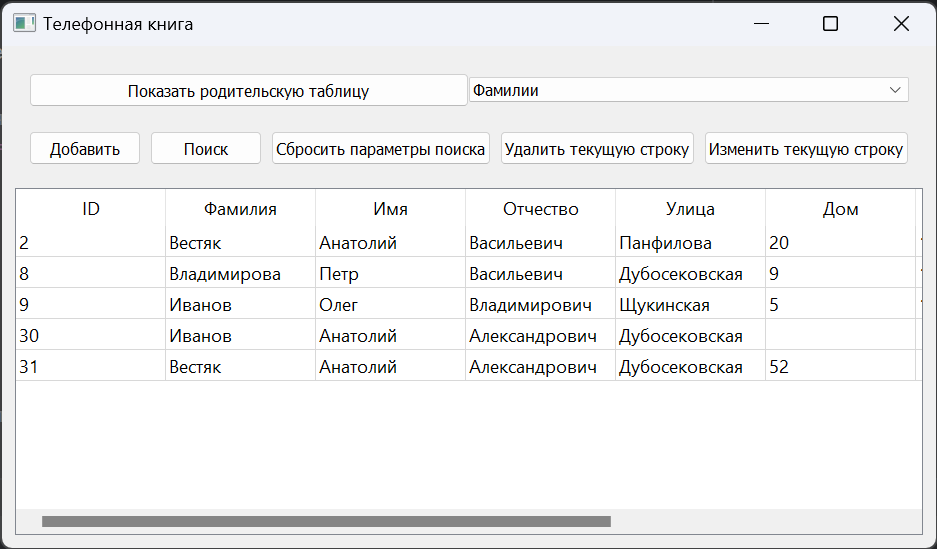 Телефонная книга
Показать родительскую таблицу Фамилии
Добавить Поиск Сбросить параметры поиска Удалить текущую строку Изменить текущую строку
ID Фамилия Имя Отчество Улица Дом
2 Вестяк Анатолий Васильевич Панфилова 20
8 Владимирова Петр Васильевич Дубосековская 9
9 Иванов Олег Владимирович Щукинская 5
30 Иванов Анатолий Александрович Дубосековская
31 Вестяк Анатолий Александрович Дубосековская 52